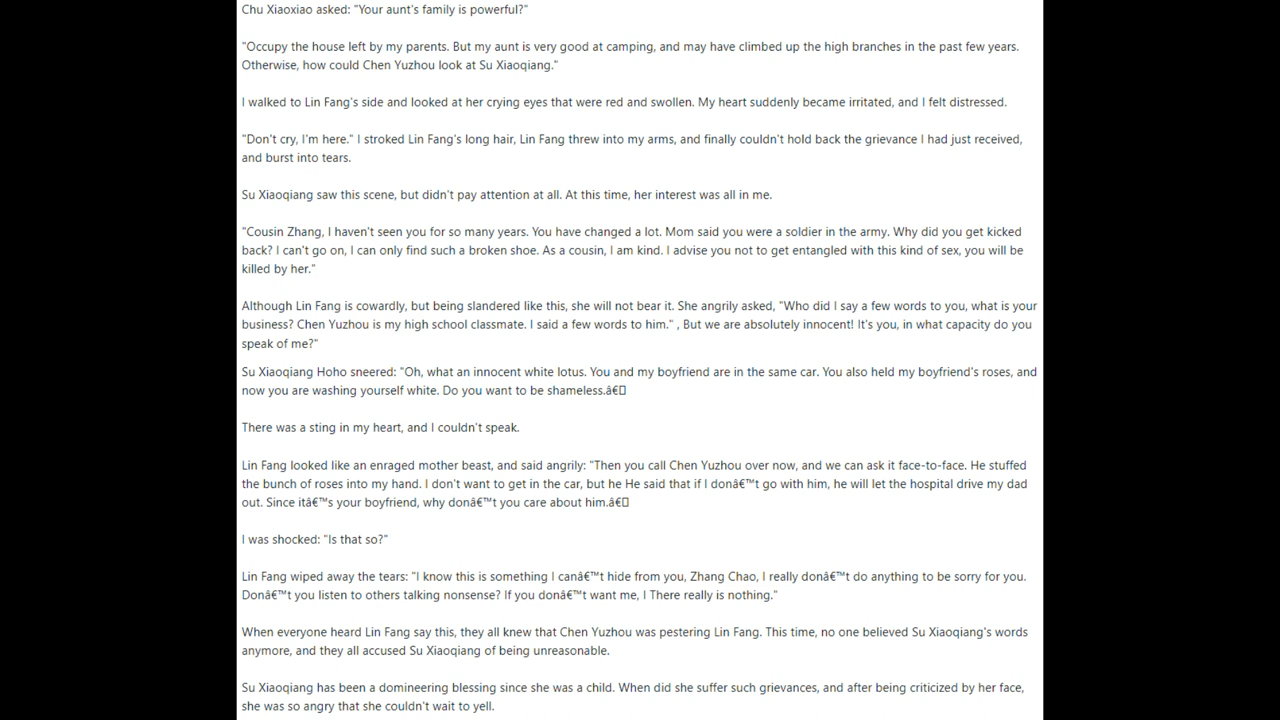 Chu Xiaoxiao asked: "Your aunt's family is powerful?"
"Occupy the house left by my parents. But my aunt is very good at camping, and may have climbed up the high branches in the past few years.
Otherwise, how could Chen Yuzhou look at Su Xiaoqiang."
I walked to Lin Fang's side and looked at her crying eyes that were red and swollen. My heart suddenly became irritated, and I felt distressed.
"Don't cry, I'm here." I stroked Lin Fang's long hair, Lin Fang threw into my arms, and finally couldn't hold back the grievance I had just received,
and burst into tears.
Su Xiaoqiang saw this scene, but didn't pay attention at all. At this time, her interest was all in me.
"Cousin Zhang, I haven't seen you for so many years. You have changed a lot. Mom said you were a soldier in the army. Why did you get kicked
back? I can't go on, I can only find such a broken shoe. As a cousin, I am kind. I advise you not to get entangled with this kind of sex, you will be
killed by her."
Although Lin Fang is cowardly, but being slandered like this, she will not bear it. She angrily asked, "Who did I say a few words to you, what is your
business? Chen Yuzhou is my high school classmate. I said a few words to him." , But we are absolutely innocent! It's you, in what capacity do you
speak of me?"
Su Xiaoqiang Hoho sneered: "Oh, what an innocent white lotus. You and my boyfriend are in the same car. You also held my boyfriend's roses, and
now you are washing yourself white. Do you want to be shameless.â€▯
There was a sting in my heart, and I couldn't speak.
Lin Fang looked like an enraged mother beast, and said angrily: "Then you call Chen Yuzhou over now, and we can ask it face-to-face. He stuffed
the bunch of roses into my hand. I don't want to get in the car, but he He said that if I donâ€™t go with him, he will let the hospital drive my dad
out. Since itâ€™s your boyfriend, why donâ€™t you care about him.â€▯
I was shocked: "Is that so?"
Lin Fang wiped away the tears: "I know this is something I canâ€™t hide from you, Zhang Chao, I really donâ€™t do anything to be sorry for you.
Donâ€™t you listen to others talking nonsense? If you donâ€™t want me, I There really is nothing."
When everyone heard Lin Fang say this, they all knew that Chen Yuzhou was pestering Lin Fang. This time, no one believed Su Xiaoqiang's words
anymore, and they all accused Su Xiaoqiang of being unreasonable.
Su Xiaoqiang has been a domineering blessing since she was a child. When did she suffer such grievances, and after being criticized by her face,
she was so angry that she couldn't wait to yell.